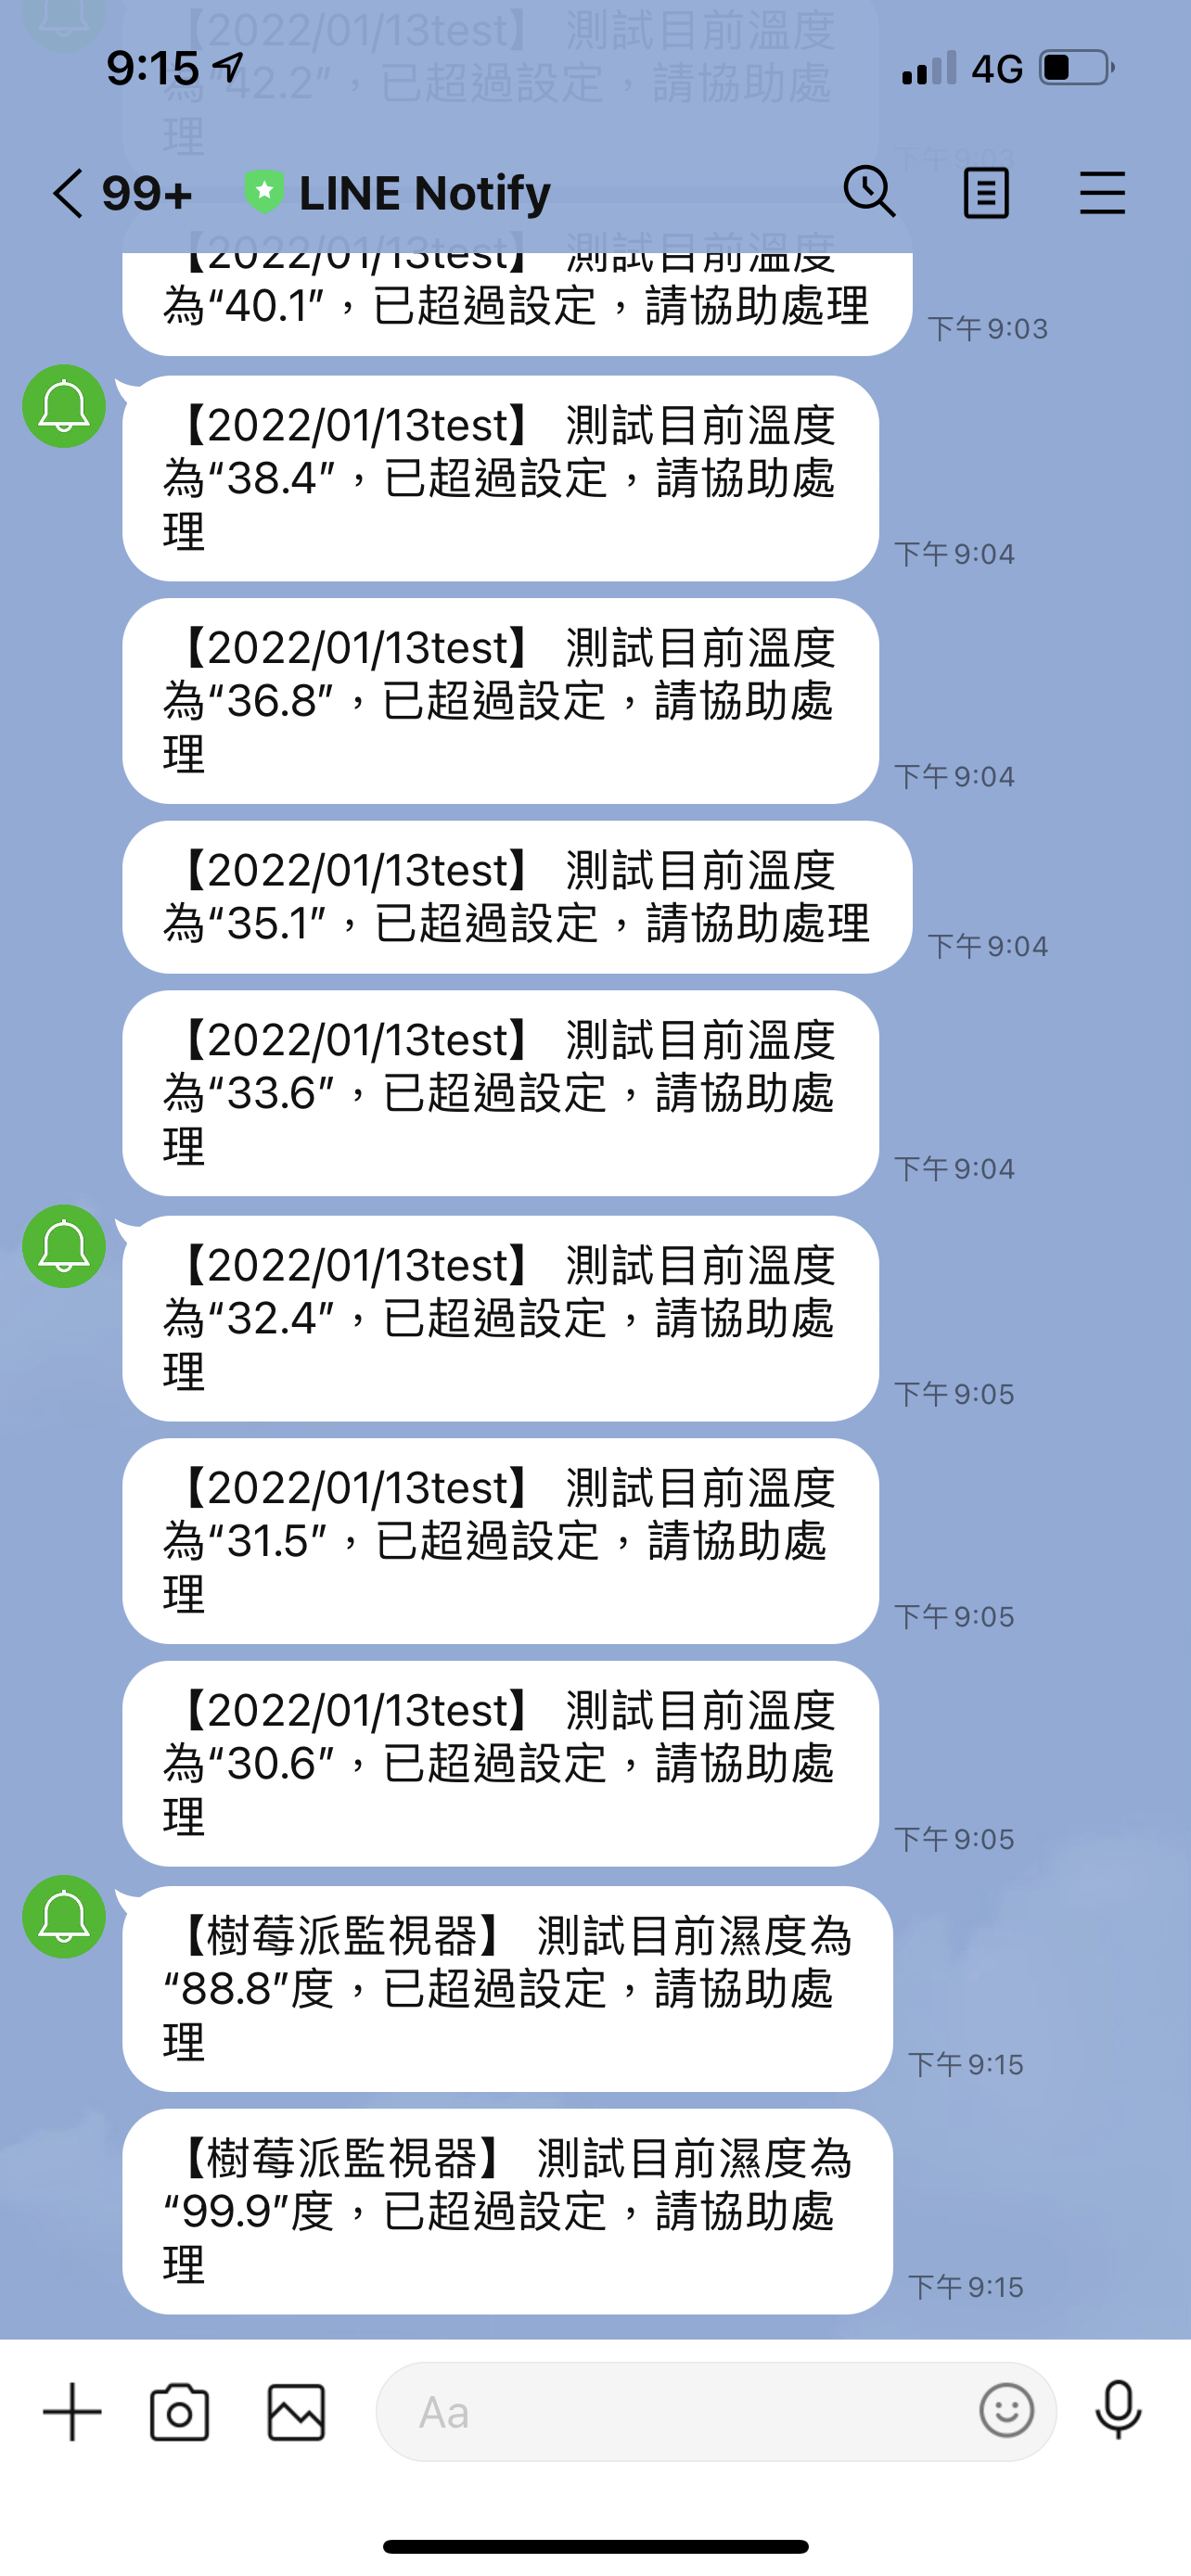 【2022/01/13test】 測試目前溫度
為“42.2”，已超過設定，請協助處
理
下午 9:03
9:15
4G
99+
LINE Notify
【2022/01/13test】 測試目前溫度
為“40.1”，已超過設定，請協助處理
下午 9:03
【2022/01/13test】 測試目前溫度
為“38.4”，已超過設定，請協助處
理
下午 9:04
【2022/01/13test】 測試目前溫度
為“36.8”，已超過設定，請協助處
理
下午 9:04
【2022/01/13test】 測試目前溫度
為“35.1”，已超過設定，請協助處理
下午 9:04
【2022/01/13test】 測試目前溫度
為“33.6”，已超過設定，請協助處
理
下午 9:04
【2022/01/13test】 測試目前溫度
為“32.4”，已超過設定，請協助處
理
下午 9:05
【2022/01/13test】 測試目前溫度
為“31.5”，已超過設定，請協助處
理
下午 9:05
【2022/01/13test】 測試目前溫度
為“30.6”，已超過設定，請協助處
理
下午 9:05
【樹莓派監視器】 測試目前濕度為
“88.8”度，已超過設定，請協助處
理
下午 9:15
【樹莓派監視器】 測試目前濕度為
“99.9”度，已超過設定，請協助處
理
下午 9:15
Aa